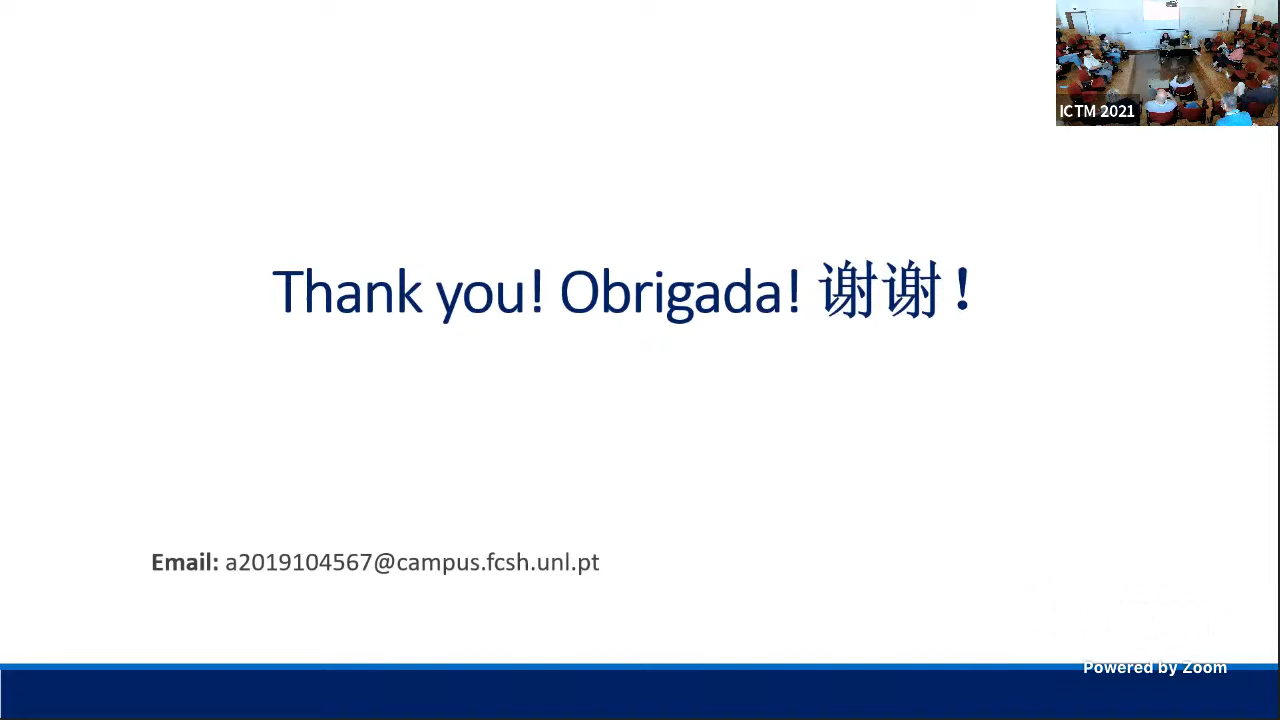 ICTM 2021
Thank you! Obrigada! 谢谢！
Email: a2019104567@campus.fcsh.unl.pt
Powered by Zoom